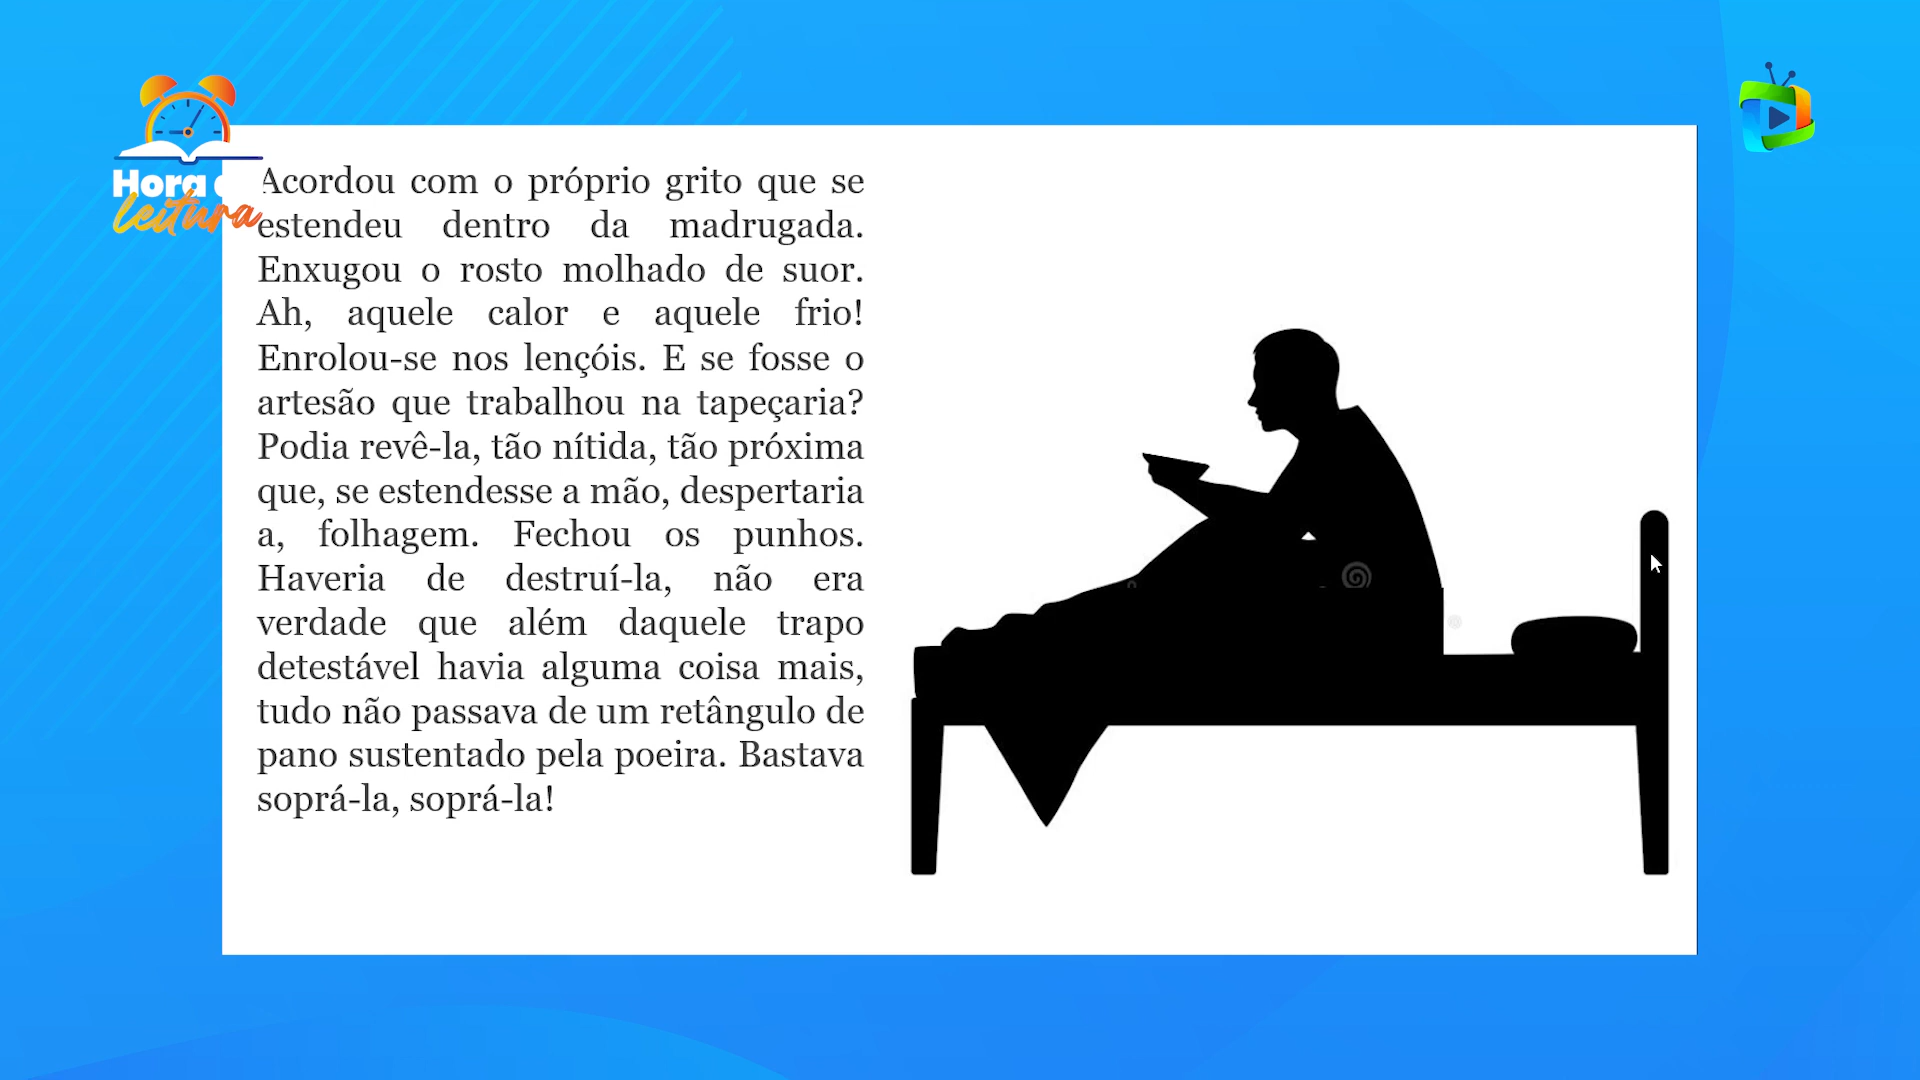 Hora
leitura
Acordou com o próprio grito que se
estendeu dentro da madrugada.
Enxugou o rosto molhado de suor.
Ah, aquele calor e aquele frio!
Enrolou-se nos lençóis. E se fosse o
artesão que trabalhou na tapeçaria?
Podia revê-la, tão nítida, tão próxima
que, se estendesse a mão, despertaria
a, folhagem. Fechou os punhos.
Haveria de destruí-la, não era
verdade que além daquele trapo
detestável havia alguma coisa mais,
tudo não passava de um retângulo de
pano sustentado pela poeira. Bastava
soprá-la, soprá-la!